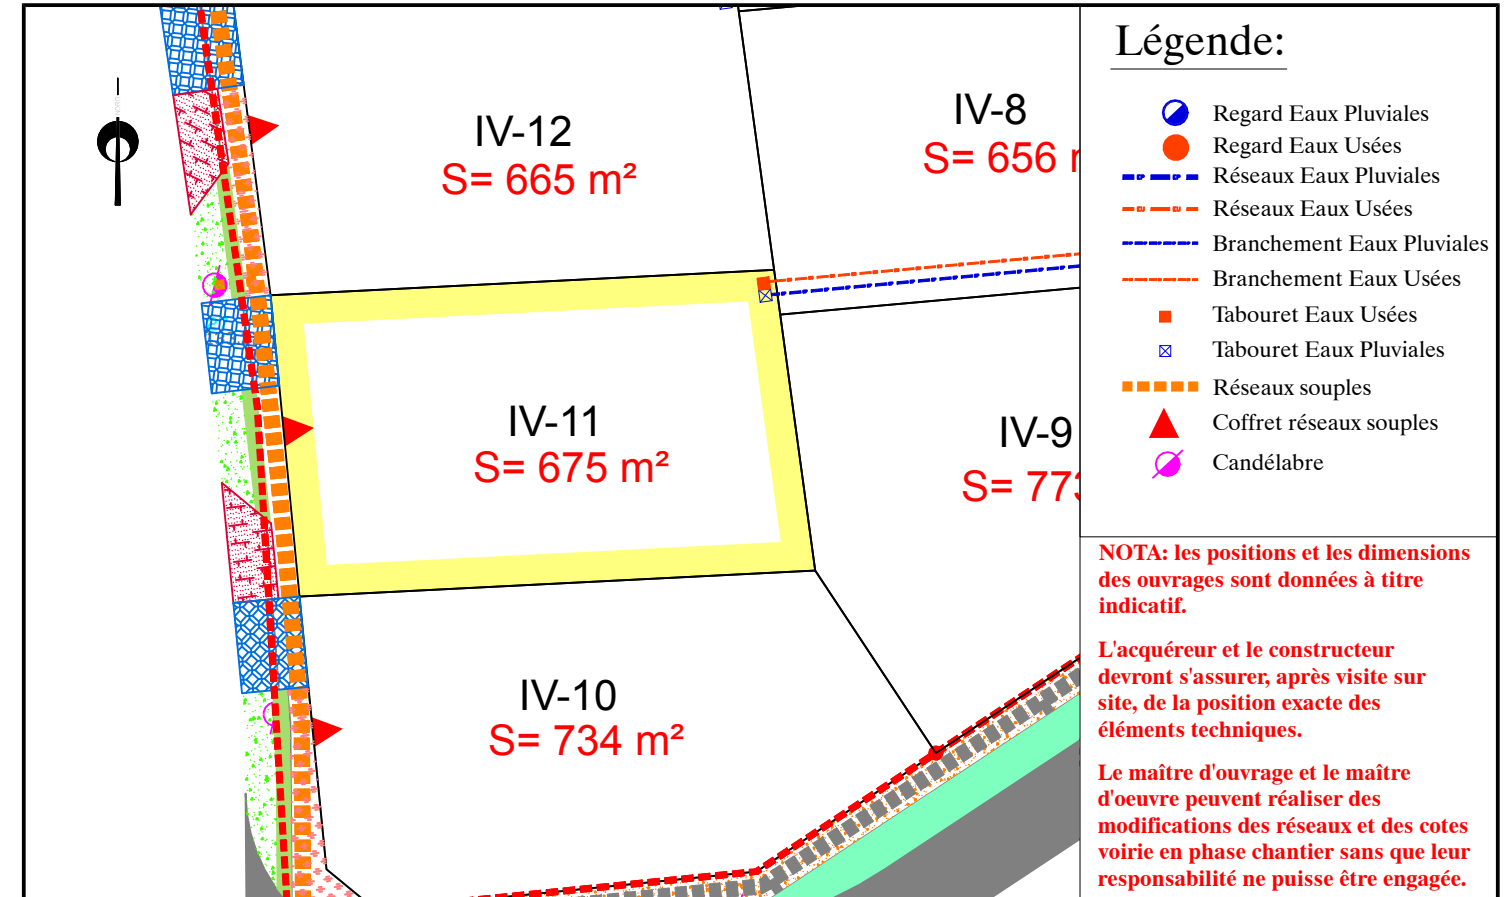 IV-12
S= 665 m²
IV-8
S= 656
IV-11
S= 675 m²
IV-9
S= 773
IV-10
S= 734 m²
Légende:
Regard Eaux Pluviales
Regard Eaux Usées
Réseaux Eaux Pluviales
Réseaux Eaux Usées
Branchement Eaux Pluviales
Branchement Eaux Usées
Tabouret Eaux Usées
Tabouret Eaux Pluviales
Réseaux souples
Coffret réseaux souples
Candélabre
NOTA: les positions et les dimensions
des ouvrages sont données à titre
indicatif.
L'acquéreur et le constructeur
devront s'assurer, après visite sur
site, de la position exacte des
éléments techniques.
Le maître d'ouvrage et le maître
d'oeuvre peuvent réaliser des
modifications des réseaux et des cotes
voirie en phase chantier sans que leur
responsabilité ne puisse être engagée.